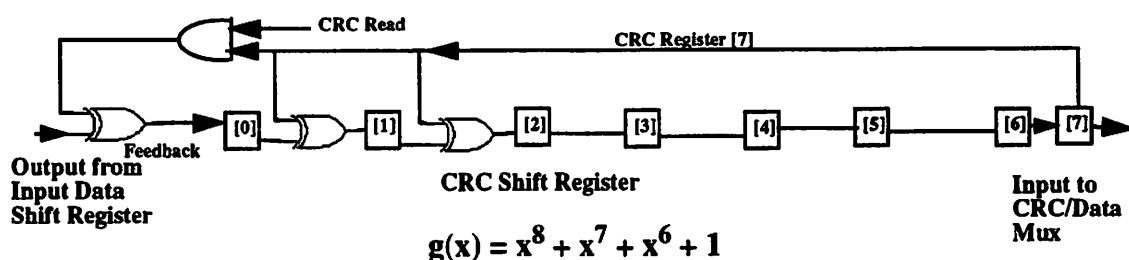 CRC Read
CRC Register [7]
[0]
[1]
[2]
[3]
[4]
[5]
[6]
[7]
Feedback
Output from
Input Data
Shift Register
CRC Shift Register
Input to
CRC/Data
Mux
g(x) = x⁸ + x⁷ + x⁶ + 1